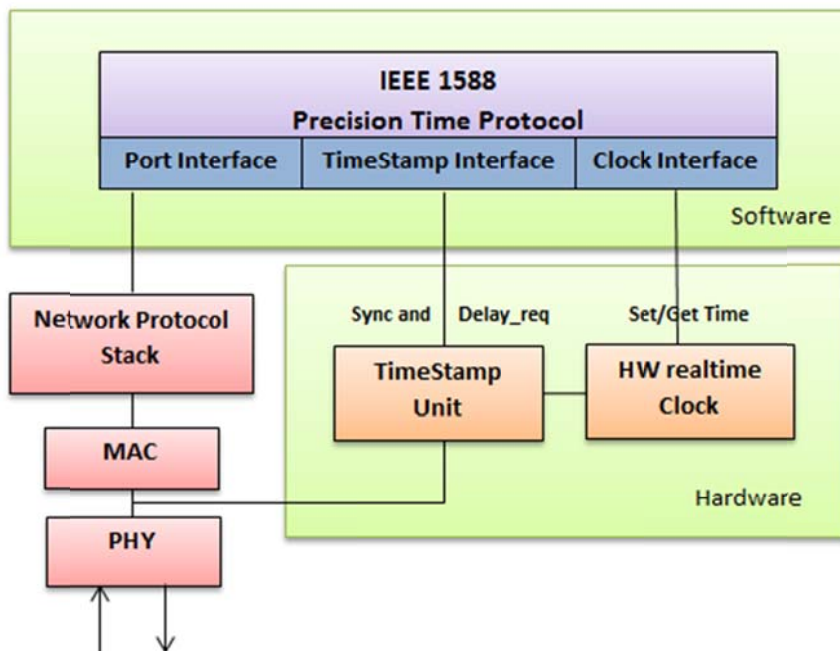 IEEE 1588
Precision Time Protocol
Port Interface
TimeStamp Interface
Clock Interface
Software
Network Protocol
Stack
Sync and
Delay_req
Set/Get Time
TimeStamp
Unit
HW realtime
Clock
MAC
Hardware
PHY